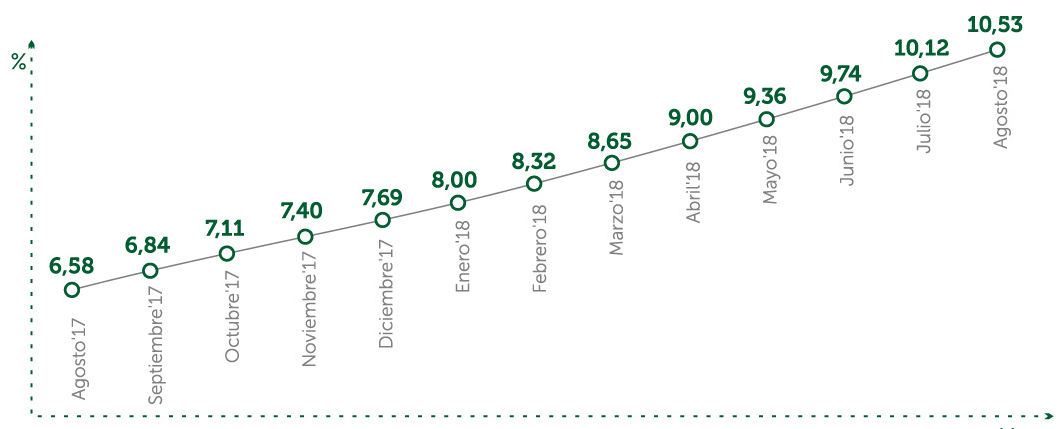 %
6,58
6,84
7,11
7,40
7,69
8,00
8,32
8,65
9,00
9,36
9,74
10,12
10,53
Agosto'17
Septiembre'17
Octubre'17
Noviembre'17
Diciembre'17
Enero'18
Febrero'18
Marzo'18
Abril'18
Mayo'18
Junio'18
Julio'18
Agosto'18